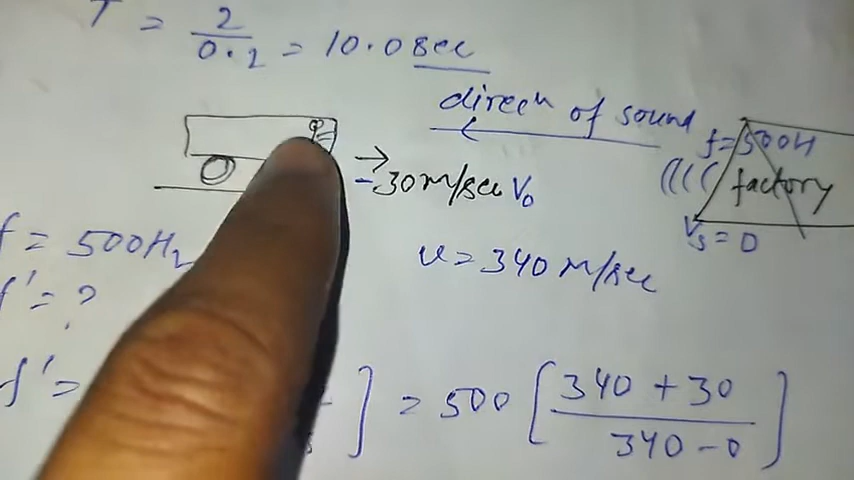 T = 2/0.2 = 10.0 sec
direcn of sound
f = 500H
→ -30 m/sec V₀
((( factory
Vs = 0
f = 500Hz
u = 340 m/sec
f' = ?
f' = ] = 500 [ 340 + 30 / 340 - 0 ]